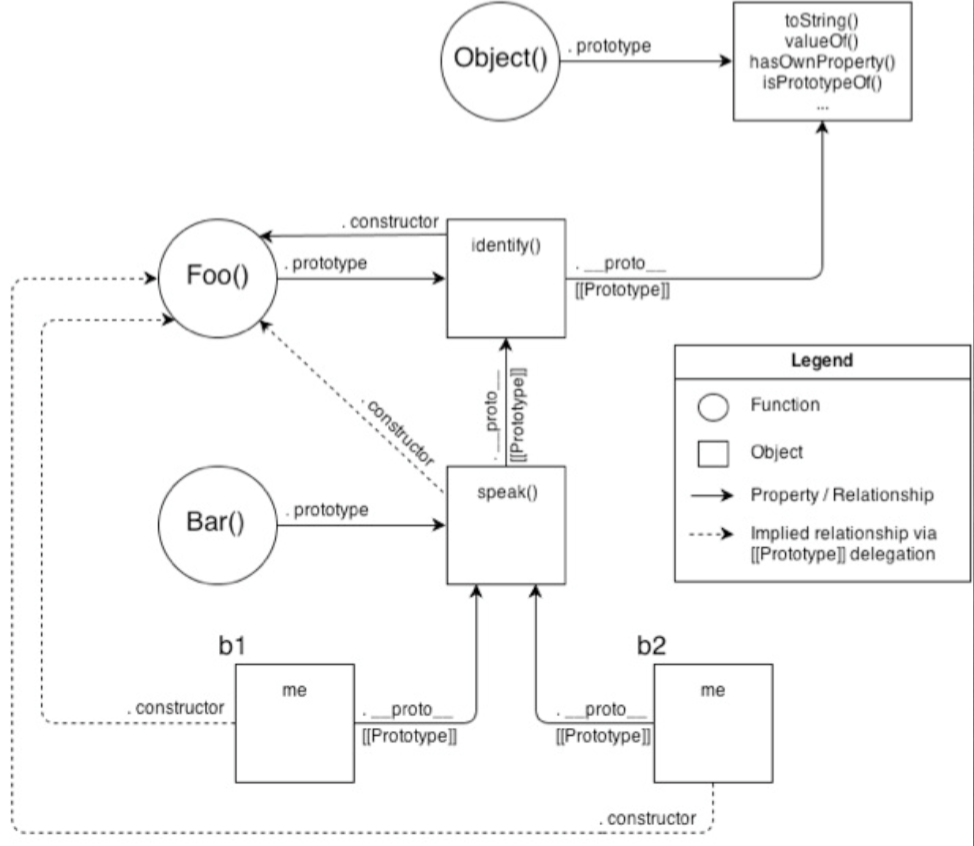 Object()
. prototype
toString()
valueOf()
hasOwnProperty()
isPrototypeOf()
...
. constructor
Foo()
. prototype
identify()
. __proto__
[[Prototype]]
. __proto__
[[Prototype]]
. constructor
Legend
Function
Object
Property / Relationship
Implied relationship via
[[Prototype]] delegation
Bar()
. prototype
speak()
b1
me
. constructor
. __proto__
[[Prototype]]
b2
me
. __proto__
[[Prototype]]
. constructor